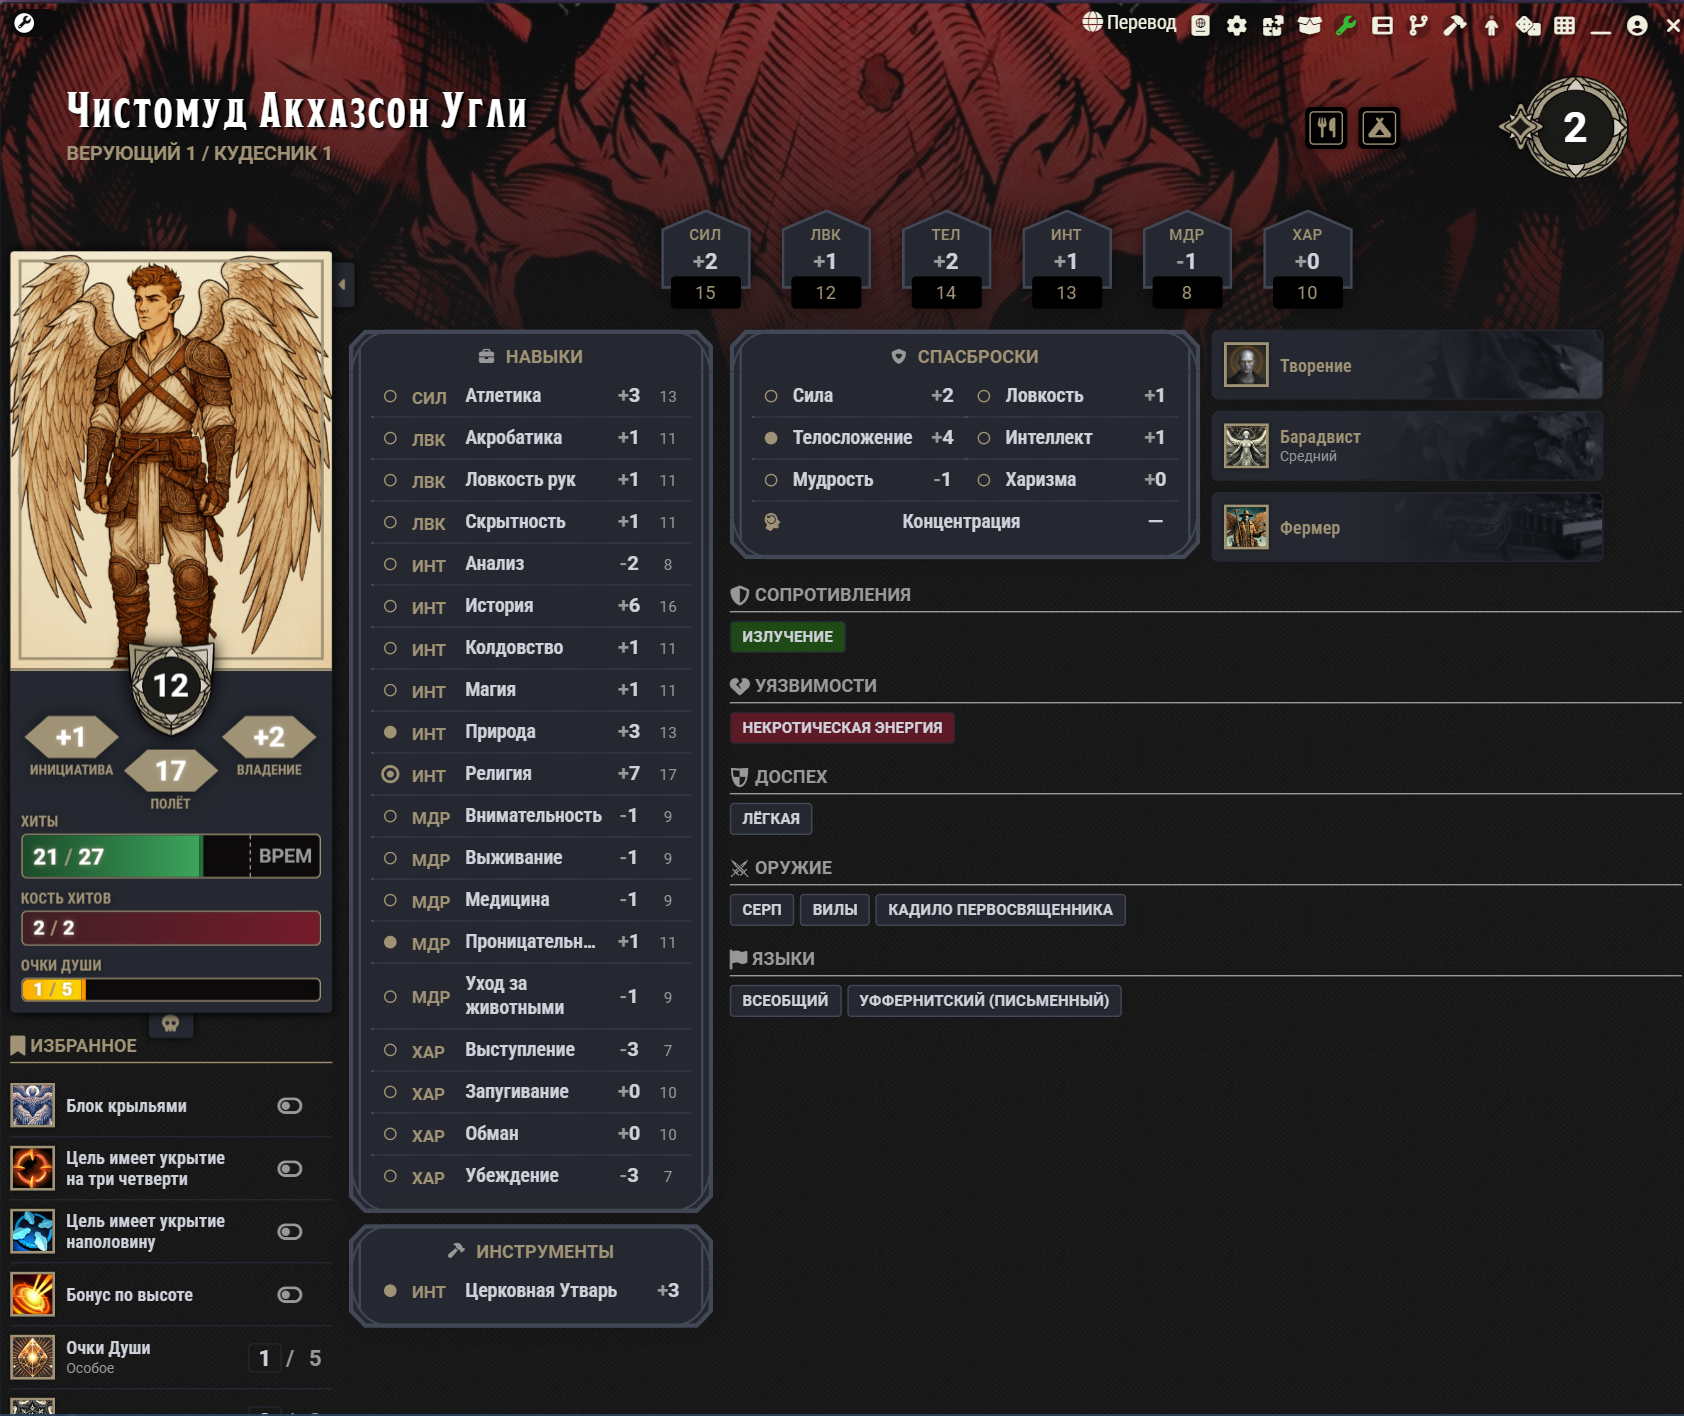 Перевод
Чистомуд Акхазсон Угли
ВЕРУЮЩИЙ 1 / КУДЕСНИК 1
2
СИЛ
+2
15
ЛВК
+1
12
ТЕЛ
+2
14
ИНТ
+1
13
МДР
-1
8
ХАР
+0
10
12
+1
ИНИЦИАТИВА
17
ПОЛЁТ
+2
ВЛАДЕНИЕ
ХИТЫ
21 / 27 ВРЕМ
КОСТЬ ХИТОВ
2 / 2
ОЧКИ ДУШИ
1 / 5
ИЗБРАННОЕ
Блок крыльями
Цель имеет укрытие
на три четверти
Цель имеет укрытие
наполовину
Бонус по высоте
Очки Души
Особое
1 / 5
НАВЫКИ
СИЛ Атлетика +3 13
ЛВК Акробатика +1 11
ЛВК Ловкость рук +1 11
ЛВК Скрытность +1 11
ИНТ Анализ -2 8
ИНТ История +6 16
ИНТ Колдовство +1 11
ИНТ Магия +1 11
ИНТ Природа +3 13
ИНТ Религия +7 17
МДР Внимательность -1 9
МДР Выживание -1 9
МДР Медицина -1 9
МДР Проницательн... +1 11
МДР Уход за
животными -1 9
ХАР Выступление -3 7
ХАР Запугивание +0 10
ХАР Обман +0 10
ХАР Убеждение -3 7
ИНСТРУМЕНТЫ
ИНТ Церковная Утварь +3
СПАСБРОСКИ
Сила +2 Ловкость +1
Телосложение +4 Интеллект +1
Мудрость -1 Харизма +0
Концентрация —
Творение
Барадвист
Средний
Фермер
СОПРОТИВЛЕНИЯ
ИЗЛУЧЕНИЕ
УЯЗВИМОСТИ
НЕКРОТИЧЕСКАЯ ЭНЕРГИЯ
ДОСПЕХ
ЛЁГКАЯ
ОРУЖИЕ
СЕРП ВИЛЫ КАДИЛО ПЕРВОСВЯЩЕННИКА
ЯЗЫКИ
ВСЕОБЩИЙ УФФЕРНИТСКИЙ (ПИСЬМЕННЫЙ)